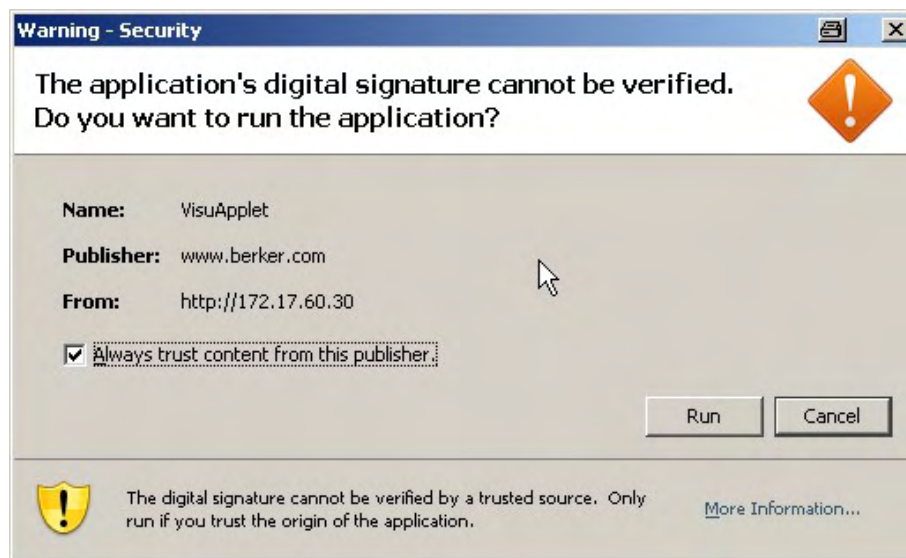 Warning - Security
The application's digital signature cannot be verified.
Do you want to run the application?
Name: VisuApplet
Publisher: www.berker.com
From: http://172.17.60.30
Always trust content from this publisher.
Run Cancel
The digital signature cannot be verified by a trusted source. Only
run if you trust the origin of the application.
More Information...